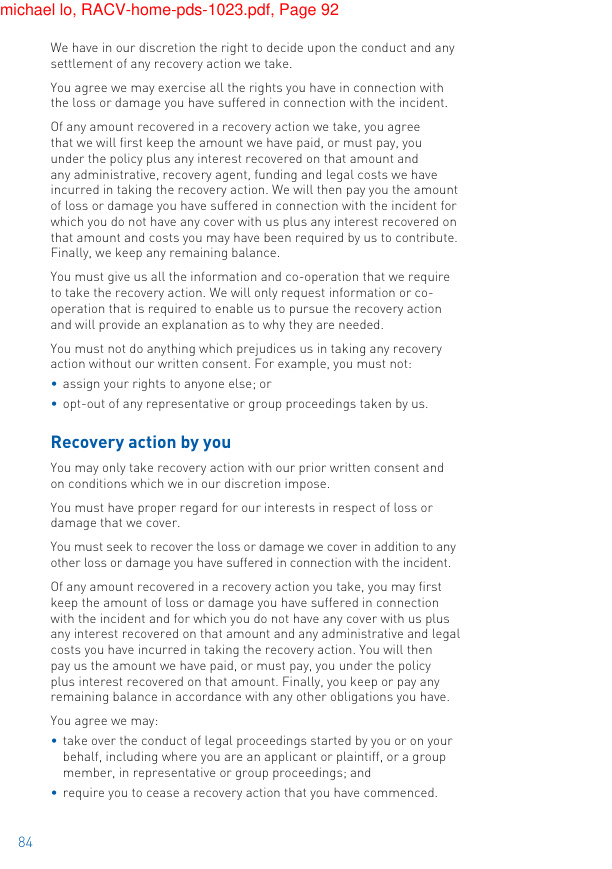 michael lo, RACV-home-pds-1023.pdf, Page 92
We have in our discretion the right to decide upon the conduct and any
settlement of any recovery action we take.
You agree we may exercise all the rights you have in connection with
the loss or damage you have suffered in connection with the incident.
Of any amount recovered in a recovery action we take, you agree
that we will first keep the amount we have paid, or must pay, you
under the policy plus any interest recovered on that amount and
any administrative, recovery agent, funding and legal costs we have
incurred in taking the recovery action. We will then pay you the amount
of loss or damage you have suffered in connection with the incident for
which you do not have any cover with us plus any interest recovered on
that amount and costs you may have been required by us to contribute.
Finally, we keep any remaining balance.
You must give us all the information and co-operation that we require
to take the recovery action. We will only request information or co-
operation that is required to enable us to pursue the recovery action
and will provide an explanation as to why they are needed.
You must not do anything which prejudices us in taking any recovery
action without our written consent. For example, you must not:
• assign your rights to anyone else; or
• opt-out of any representative or group proceedings taken by us.
Recovery action by you
You may only take recovery action with our prior written consent and
on conditions which we in our discretion impose.
You must have proper regard for our interests in respect of loss or
damage that we cover.
You must seek to recover the loss or damage we cover in addition to any
other loss or damage you have suffered in connection with the incident.
Of any amount recovered in a recovery action you take, you may first
keep the amount of loss or damage you have suffered in connection
with the incident and for which you do not have any cover with us plus
any interest recovered on that amount and any administrative and legal
costs you have incurred in taking the recovery action. You will then
pay us the amount we have paid, or must pay, you under the policy
plus interest recovered on that amount. Finally, you keep or pay any
remaining balance in accordance with any other obligations you have.
You agree we may:
• take over the conduct of legal proceedings started by you or on your
behalf, including where you are an applicant or plaintiff, or a group
member, in representative or group proceedings; and
• require you to cease a recovery action that you have commenced.
84